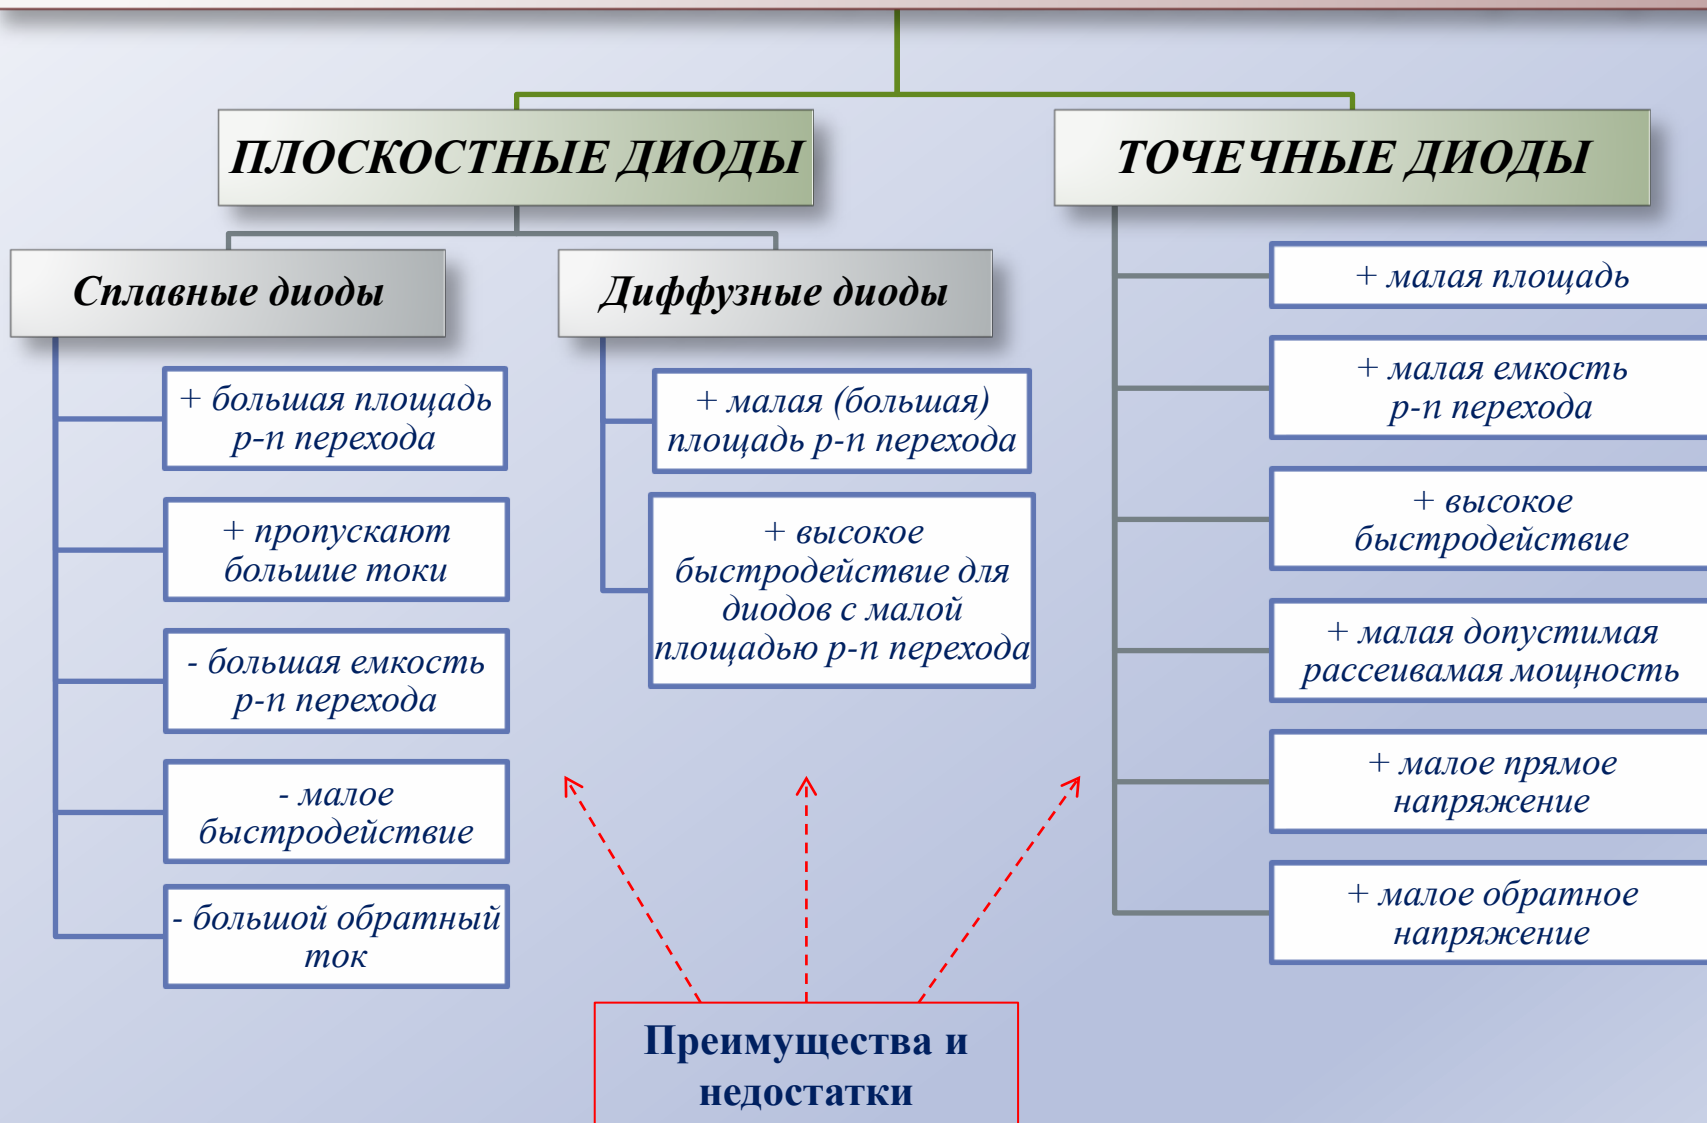 ПЛОСКОСТНЫЕ ДИОДЫ
ТОЧЕЧНЫЕ ДИОДЫ
Сплавные диоды
Диффузные диоды
+ большая площадь
р-п перехода
+ пропускают
большие токи
- большая емкость
р-п перехода
- малое
быстродействие
- большой обратный
ток
+ малая (большая)
площадь р-п перехода
+ высокое
быстродействие для
диодов с малой
площадью р-п перехода
+ малая площадь
+ малая емкость
р-п перехода
+ высокое
быстродействие
+ малая допустимая
рассеивамая мощность
+ малое прямое
напряжение
+ малое обратное
напряжение
Преимущества и
недостатки